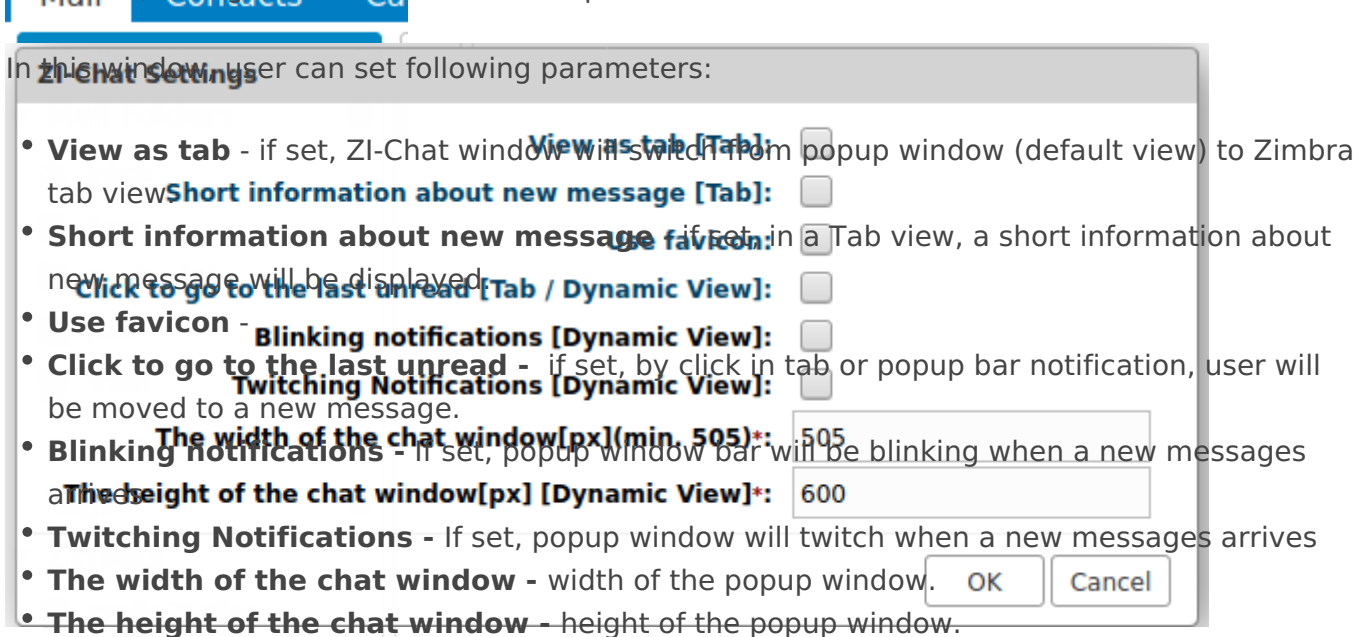 Mail Contacts Ca
In this window, user can set following parameters:
ZI-Chat Settings
• View as tab - if set, ZI-Chat window will switch from popup window (default view) to Zimbra
View as tab [Tab]:
tab view.
Short information about new message [Tab]:
• Short information about new message - if set, in a Tab view, a short information about
Use favicon:
new message will be displayed.
Click to go to the last unread [Tab / Dynamic View]:
• Use favicon -
Blinking notifications [Dynamic View]:
• Click to go to the last unread - if set, by click in tab or popup bar notification, user will
Twitching Notifications [Dynamic View]:
be moved to a new message.
The width of the chat window[px](min. 505)*: 505
• Blinking notifications - If set, popup window bar will be blinking when a new messages
arrives
The height of the chat window[px] [Dynamic View]*: 600
• Twitching Notifications - If set, popup window will twitch when a new messages arrives
• The width of the chat window - width of the popup window.
OK Cancel
• The height of the chat window - height of the popup window.